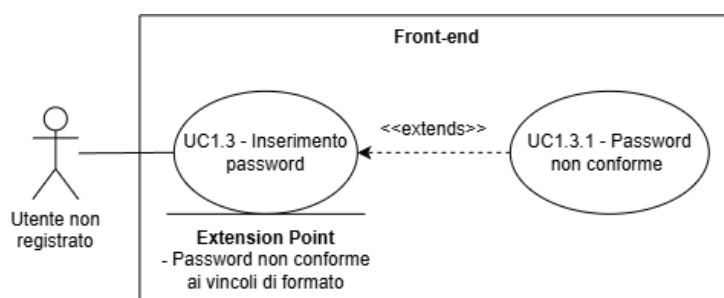 Front-end
UC1.3 - Inserimento
password
<<extends>>
UC1.3.1 - Password
non conforme
Utente non
registrato
Extension Point
- Password non conforme
ai vincoli di formato